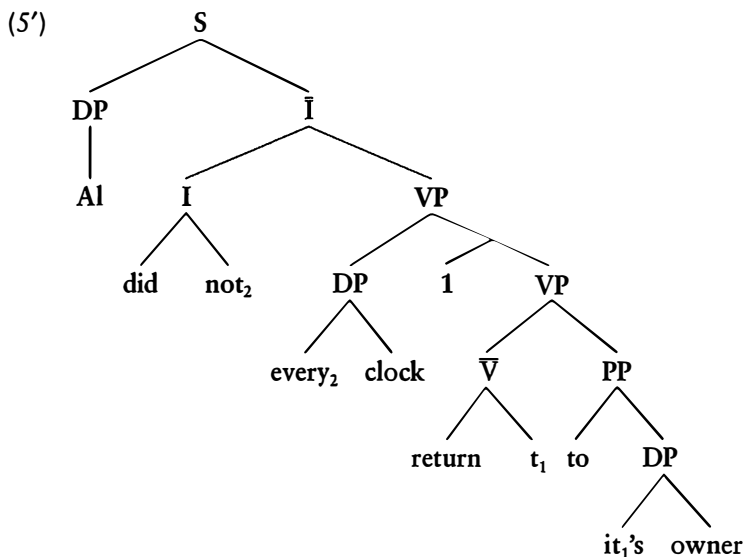 (5′) S
DP Ī
Al I VP
did not₂ DP 1 VP
every₂ clock V̄ PP
return t₁ to DP
it₁'s owner